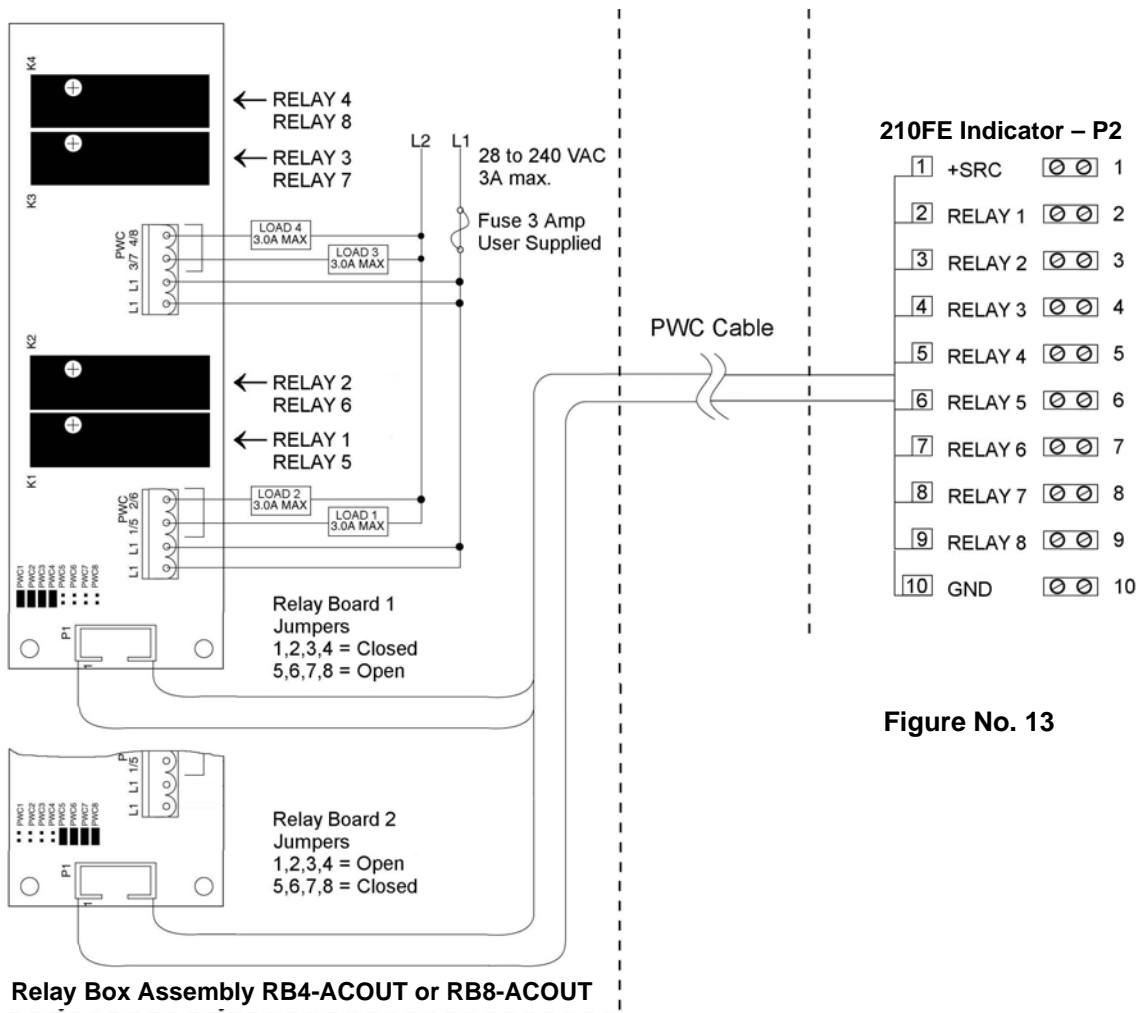 K4
← RELAY 4
RELAY 8
← RELAY 3
RELAY 7
K3
L2
L1
28 to 240 VAC
3A max.
Fuse 3 Amp
User Supplied
PWC
4/8
3/7
L1
L1
LOAD 4
3.0A MAX
LOAD 3
3.0A MAX
K2
← RELAY 2
RELAY 6
← RELAY 1
RELAY 5
K1
PWC
2/6
1/5
L1
L1
LOAD 2
3.0A MAX
LOAD 1
3.0A MAX
PWC1
PWC2
PWC3
PWC4
PWC5
PWC6
PWC7
PWC8
P1
1
Relay Board 1
Jumpers
1,2,3,4 = Closed
5,6,7,8 = Open
P
1/5
L1
L1
PWC1
PWC2
PWC3
PWC4
PWC5
PWC6
PWC7
PWC8
P1
1
Relay Board 2
Jumpers
1,2,3,4 = Open
5,6,7,8 = Closed
Relay Box Assembly RB4-ACOUT or RB8-ACOUT
PWC Cable
210FE Indicator – P2
1 +SRC 1
2 RELAY 1 2
3 RELAY 2 3
4 RELAY 3 4
5 RELAY 4 5
6 RELAY 5 6
7 RELAY 6 7
8 RELAY 7 8
9 RELAY 8 9
10 GND 10
Figure No. 13